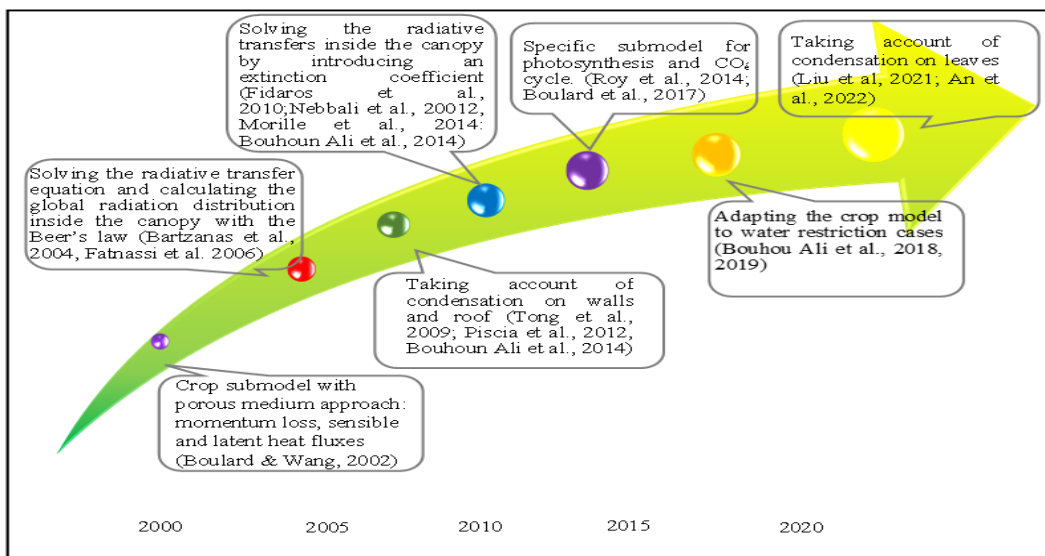 Solving the radiative
transfers inside the canopy
by introducing an
extinction coefficient
(Fidaros et al.,
2010;Nebbali et al., 20012,
Morille et al., 2014:
Bouhoun Ali et al., 2014)
Specific submodel for
photosynthesis and CO₂
cycle. (Roy et al., 2014;
Boulard et al., 2017)
Taking account of
condensation on leaves
(Liu et al, 2021; An et
al., 2022)
Solving the radiative transfer
equation and calculating the
global radiation distribution
inside the canopy with the
Beer's law (Bartzanas et al.,
2004, Fatnassi et al. 2006)
Adapting the crop model
to water restriction cases
(Bouhou Ali et al., 2018,
2019)
Taking account of
condensation on walls
and roof (Tong et al.,
2009; Piscia et al., 2012,
Bouhoun Ali et al., 2014)
Crop submodel with
porous medium approach:
momentum loss, sensible
and latent heat fluxes
(Boulard & Wang, 2002)
2000 2005 2010 2015 2020